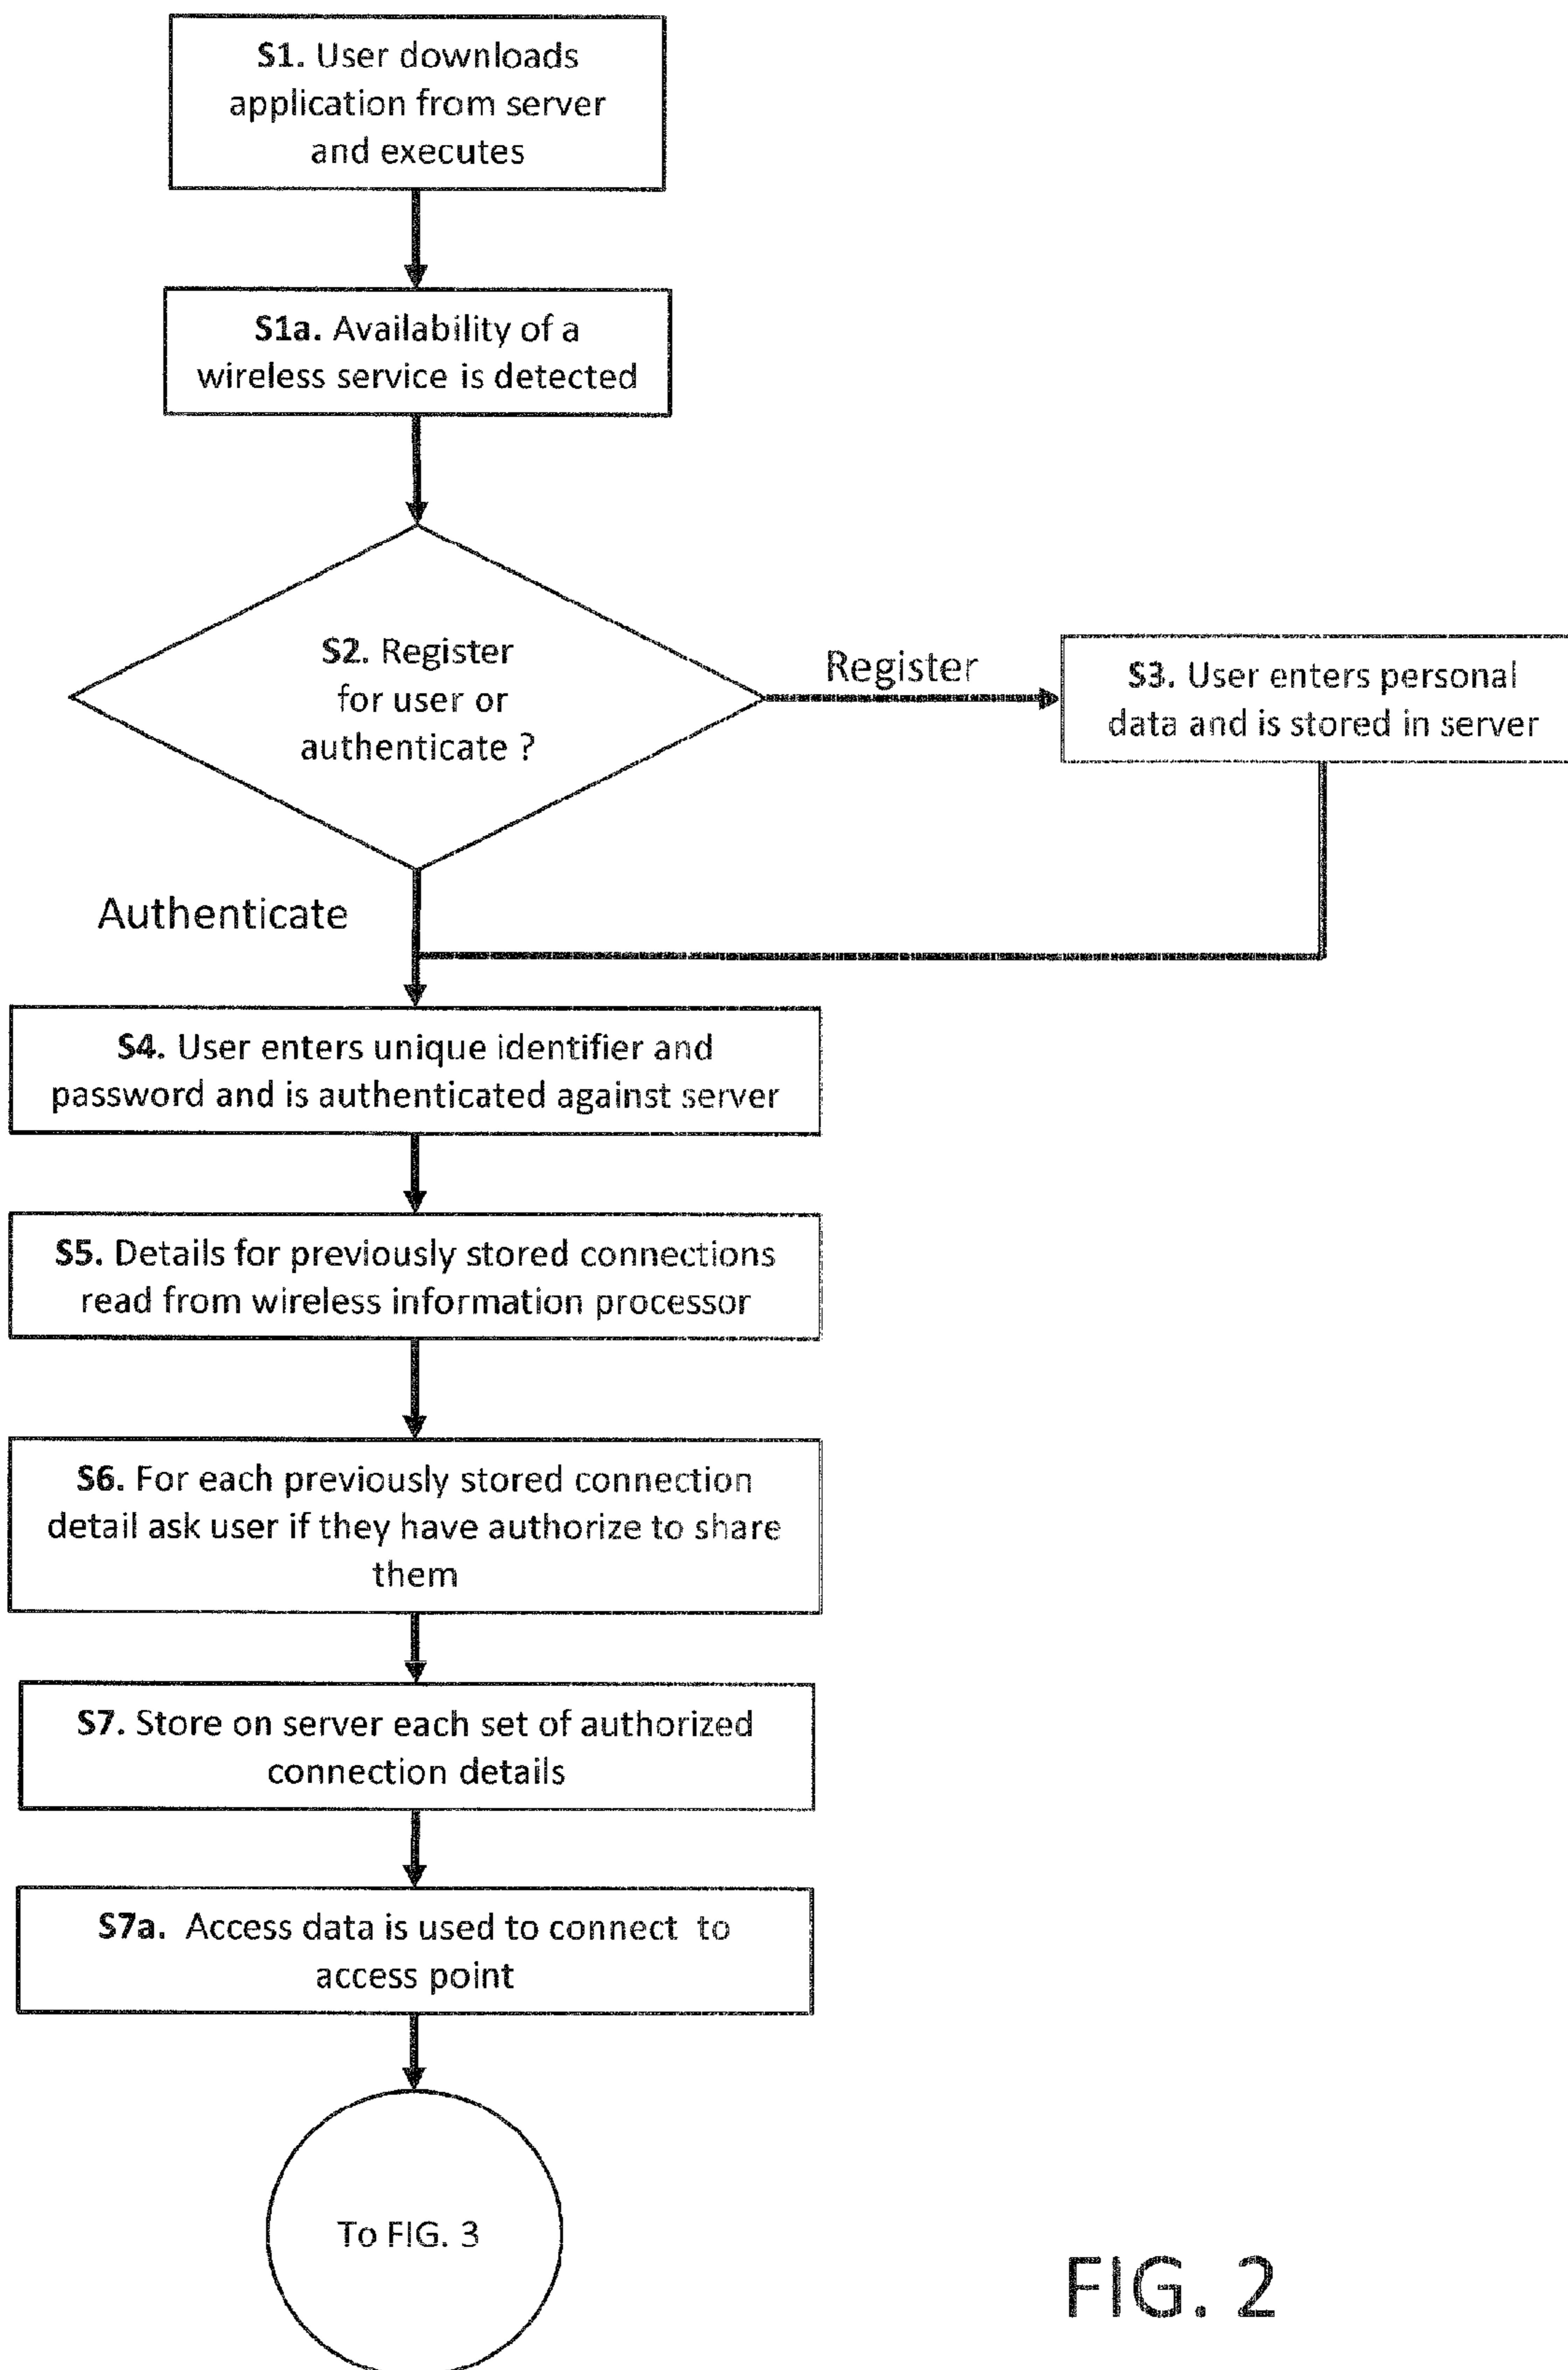 S1. User downloads
application from server
and executes
S1a. Availability of a
wireless service is detected
S2. Register
for user or
authenticate ?
Register
S3. User enters personal
data and is stored in server
Authenticate
S4. User enters unique identifier and
password and is authenticated against server
S5. Details for previously stored connections
read from wireless information processor
S6. For each previously stored connection
detail ask user if they have authorize to share
them
S7. Store on server each set of authorized
connection details
S7a. Access data is used to connect to
access point
To FIG. 3
FIG. 2